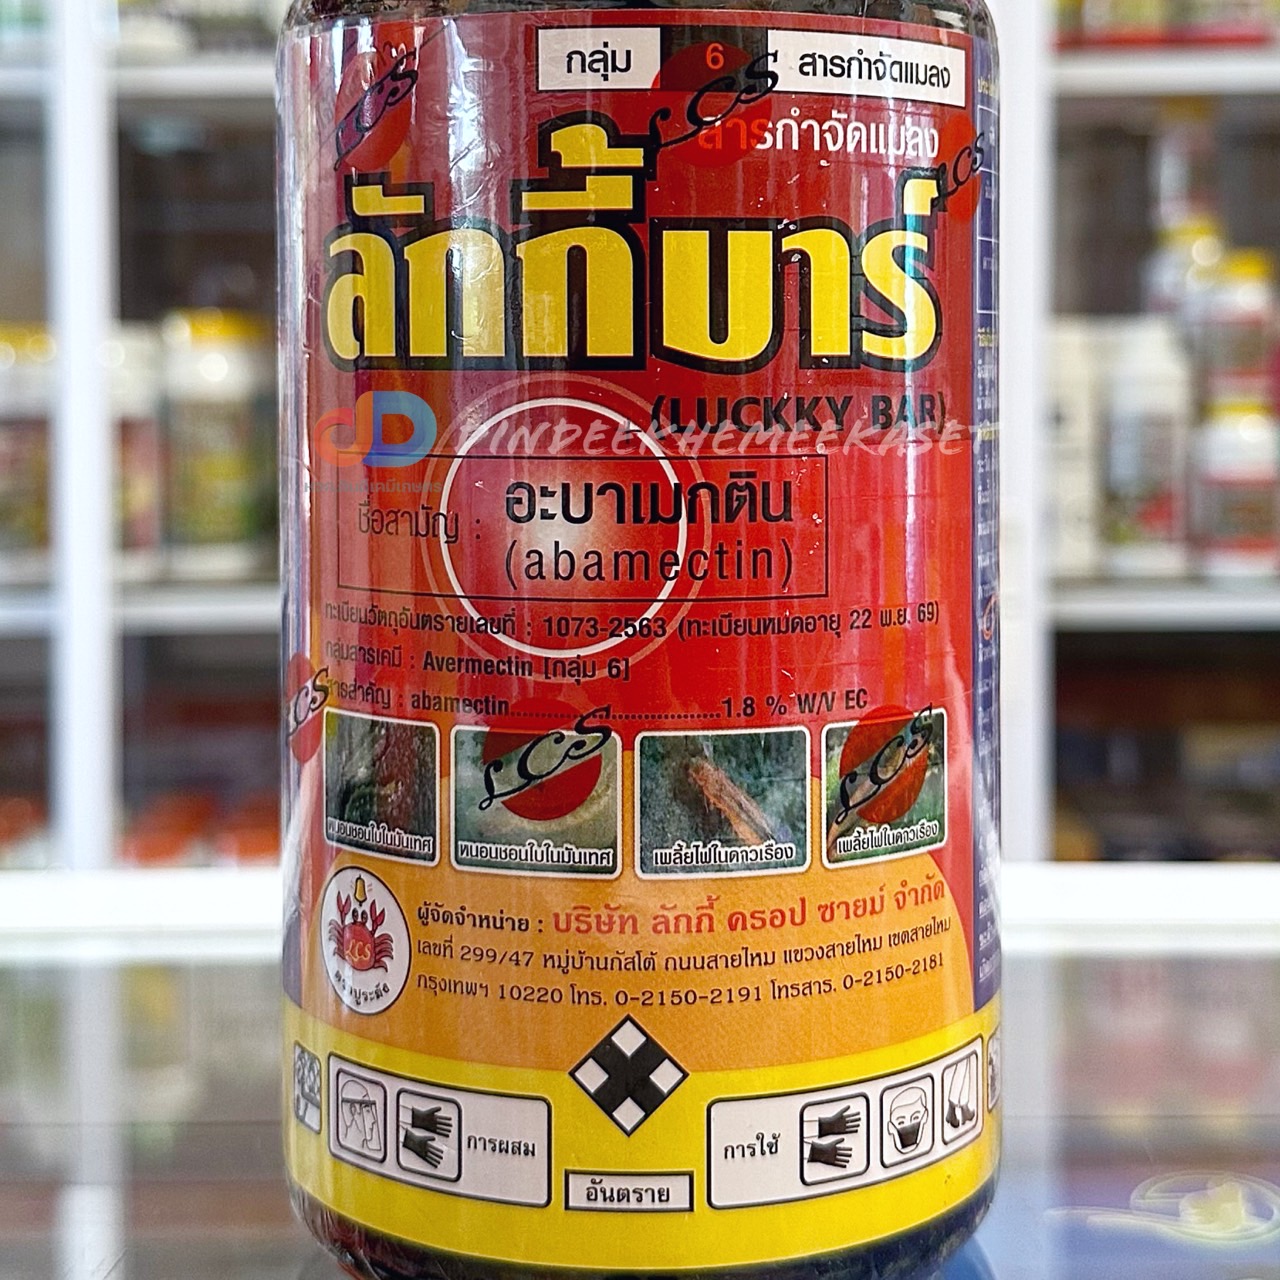 กลุ่ม 6 สารกำจัดแมลง
สารกำจัดแมลง
ลักกี้บาร์
(LUCKKY BAR)
DINDEEKHEMEEKASET
ชื่อสามัญ : อะบาเมกติน
(abamectin)
ทะเบียนวัตถุอันตรายเลขที่ : 1073-2563 (ทะเบียนหมดอายุ 22 พ.ย. 69)
กลุ่มสารเคมี : Avermectin [กลุ่ม 6]
สารสำคัญ : abamectin..................................1.8 % W/V EC
LCS LCS LCS LCS LCS LCS
หนอนชอนใบในมันเทศ หนอนชอนใบในมันเทศ เพลี้ยไฟในดาวเรือง เพลี้ยไฟในดาวเรือง
LCS
ผู้จัดจำหน่าย : บริษัท ลักกี้ ครอป ซายม์ จำกัด
เลขที่ 299/47 หมู่บ้านกัสโต้ ถนนสายไหม แขวงสายไหม เขตสายไหม
กรุงเทพฯ 10220 โทร. 0-2150-2191 โทรสาร. 0-2150-2181
การผสม
การใช้
อันตราย